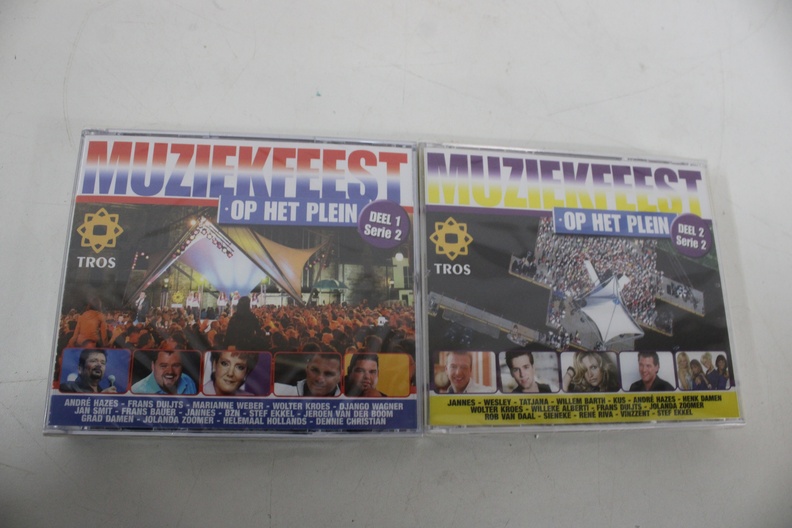 MUZIEKFEEST
OP HET PLEIN
DEEL 1
Serie 2
TROS
ANDRÉ HAZES - FRANS DUIJTS - MARIANNE WEBER - WOLTER KROES - DJANGO WAGNER
JAN SMIT - FRANS BAUER - JANNES - BZN - STEF EKKEL - JEROEN VAN DER BOOM
GRAD DAMEN - JOLANDA ZOOMER - HELEMAAL HOLLANDS - DENNIE CHRISTIAN
MUZIEKFEEST
OP HET PLEIN
DEEL 2
Serie 2
TROS
JANNES - WESLEY - TATJANA - WILLEM BARTH - KUS - ANDRÉ HAZES - HENK DAMEN
WOLTER KROES - WILLEKE ALBERTI - FRANS DUIJTS - JOLANDA ZOOMER
ROB VAN DAAL - SIENEKE - RENÉ RIVA - VINZZENT - STEF EKKEL